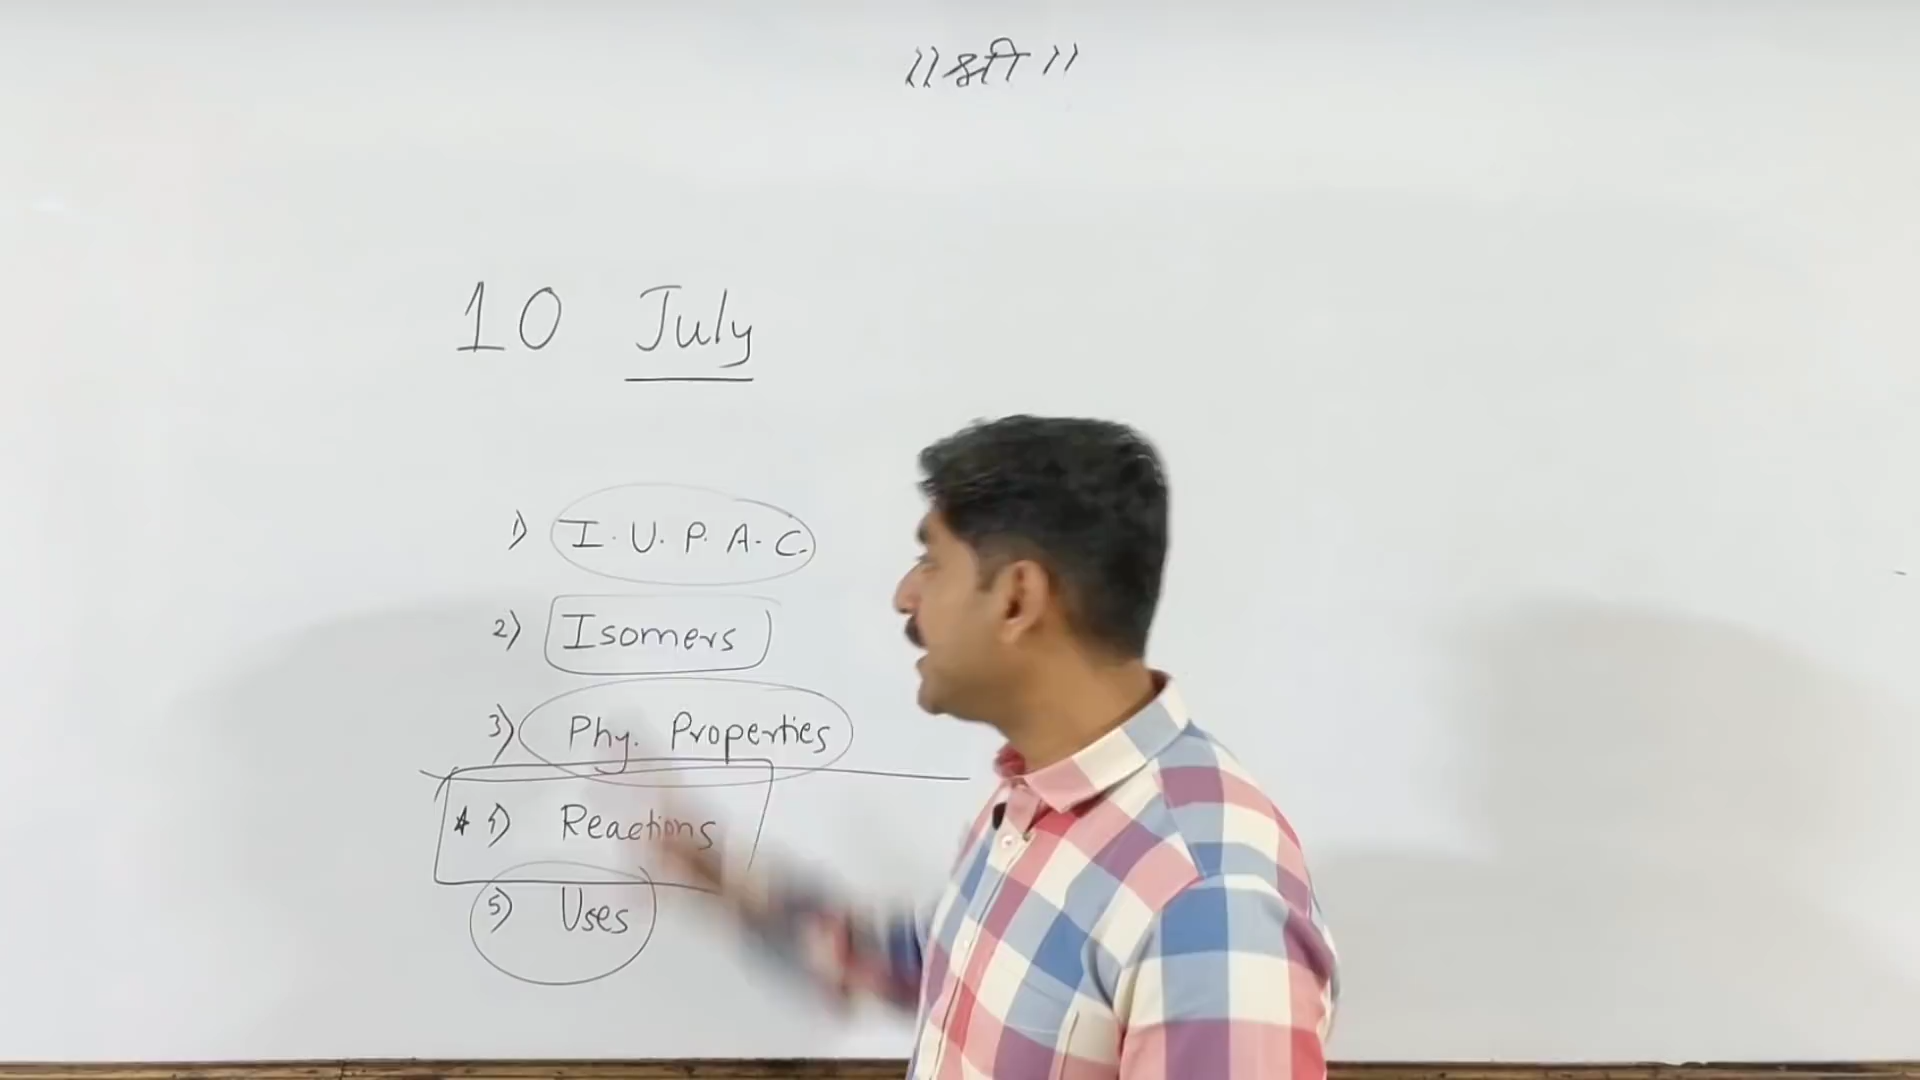 ॥ श्री ॥
10 July
1) I. U. P. A. C.
2) Isomers
3) Phy. Properties
★ 4) Reactions
5) Uses